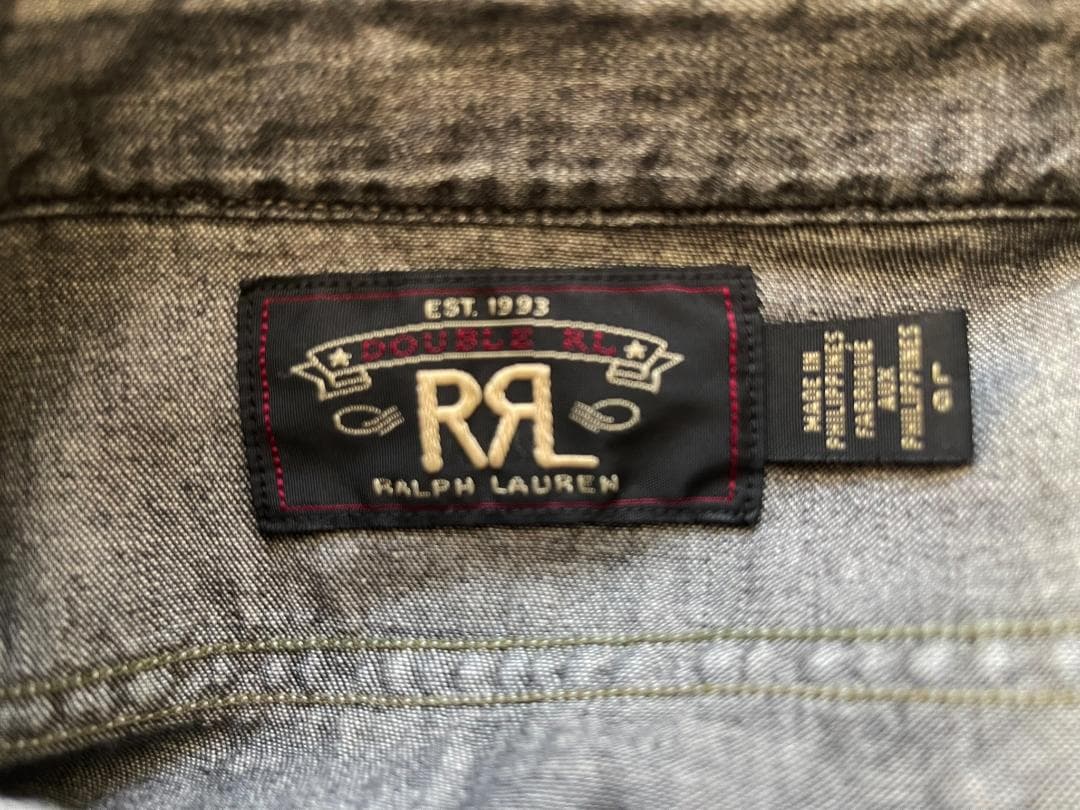 EST. 1993
DOUBLE RL
RRL
RALPH LAUREN
MADE IN
PHILIPPINES
FABRIQUÉ
AUX
PHILIPPINES